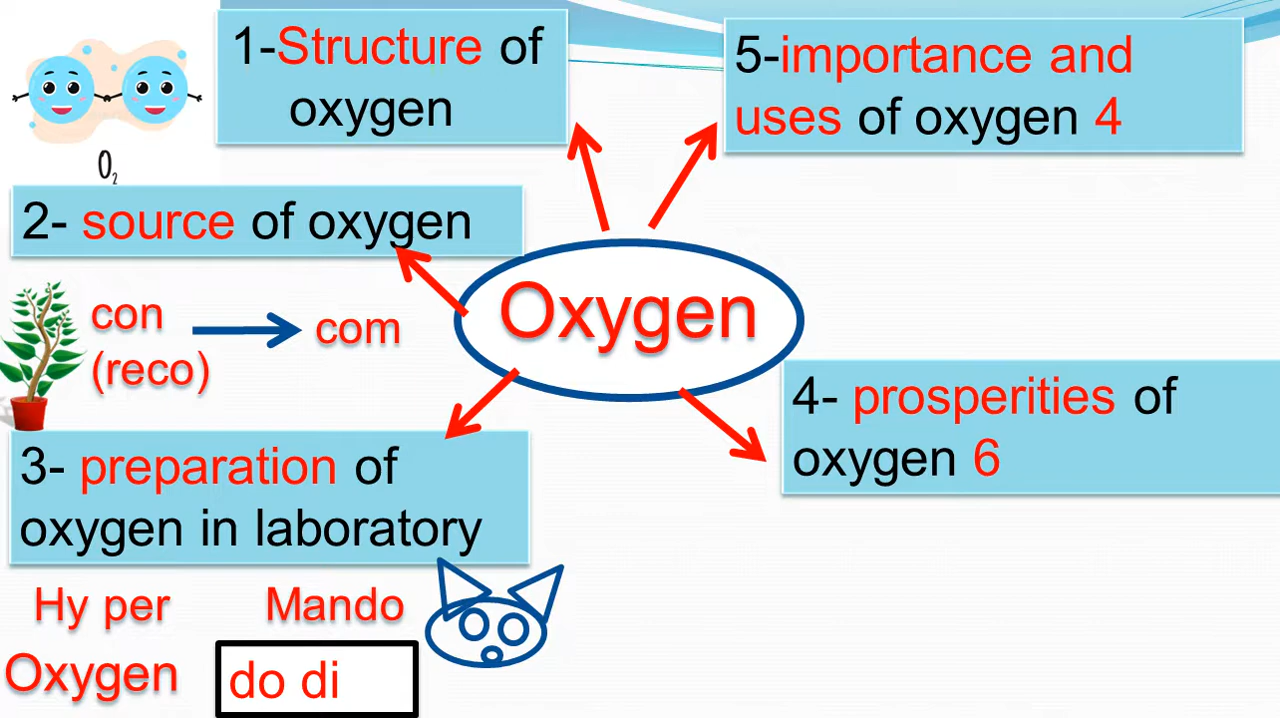 1-Structure of
oxygen
5-importance and
uses of oxygen 4
O₂
2- source of oxygen
Oxygen
con
(reco)
com
4- prosperities of
oxygen 6
3- preparation of
oxygen in laboratory
Hy per
Mando
Oxygen
do di